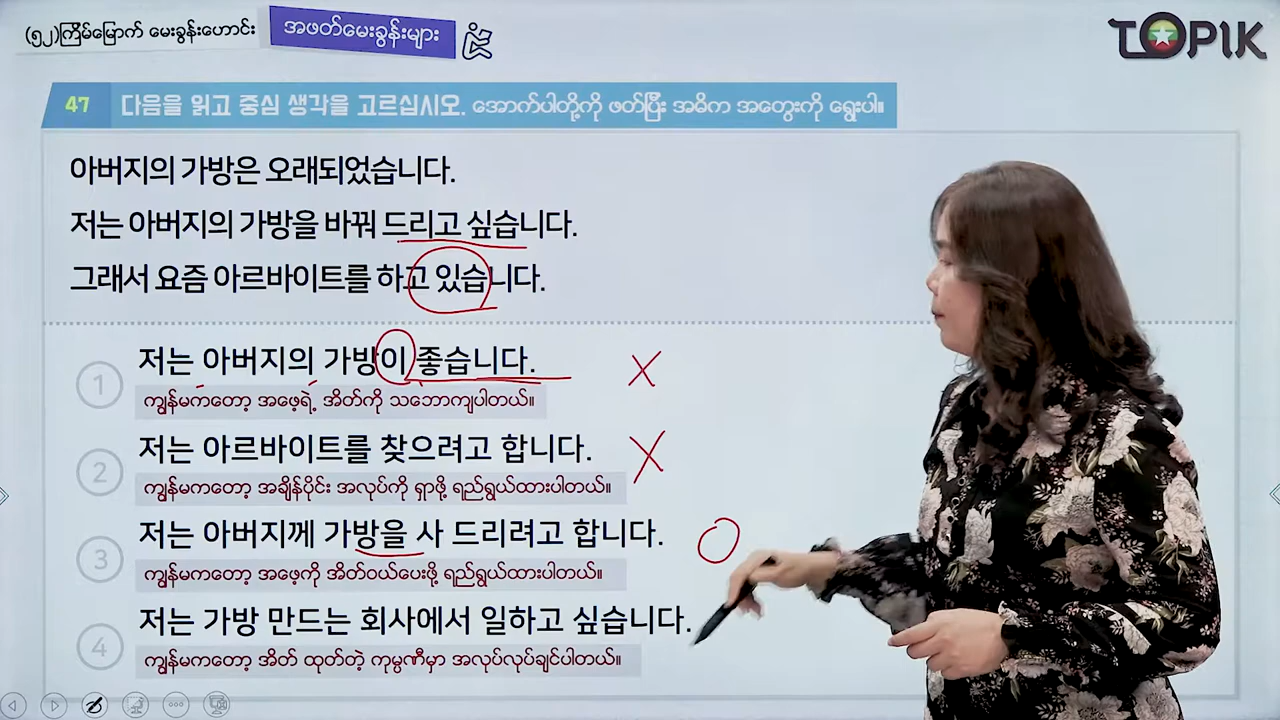 (၅၂)ကြိမ်မြောက် မေးခွန်းဟောင်း
အဖတ်မေးခွန်းများ
TOPIK
47 다음을 읽고 중심 생각을 고르십시오. အောက်ပါတို့ကို ဖတ်ပြီး အဓိက အတွေးကို ရွေးပါ။
아버지의 가방은 오래되었습니다.
저는 아버지의 가방을 바꿔 드리고 싶습니다.
그래서 요즘 아르바이트를 하고 있습니다.
1 저는 아버지의 가방이 좋습니다.
ကျွန်မကတော့ အဖေ့ရဲ့ အိတ်ကို သဘောကျပါတယ်။
2 저는 아르바이트를 찾으려고 합니다.
ကျွန်မကတော့ အချိန်ပိုင်း အလုပ်ကို ရှာဖို့ ရည်ရွယ်ထားပါတယ်။
3 저는 아버지께 가방을 사 드리려고 합니다.
ကျွန်မကတော့ အဖေ့ကို အိတ်ဝယ်ပေးဖို့ ရည်ရွယ်ထားပါတယ်။
4 저는 가방 만드는 회사에서 일하고 싶습니다.
ကျွန်မကတော့ အိတ် ထုတ်တဲ့ ကုမ္ပဏီမှာ အလုပ်လုပ်ချင်ပါတယ်။